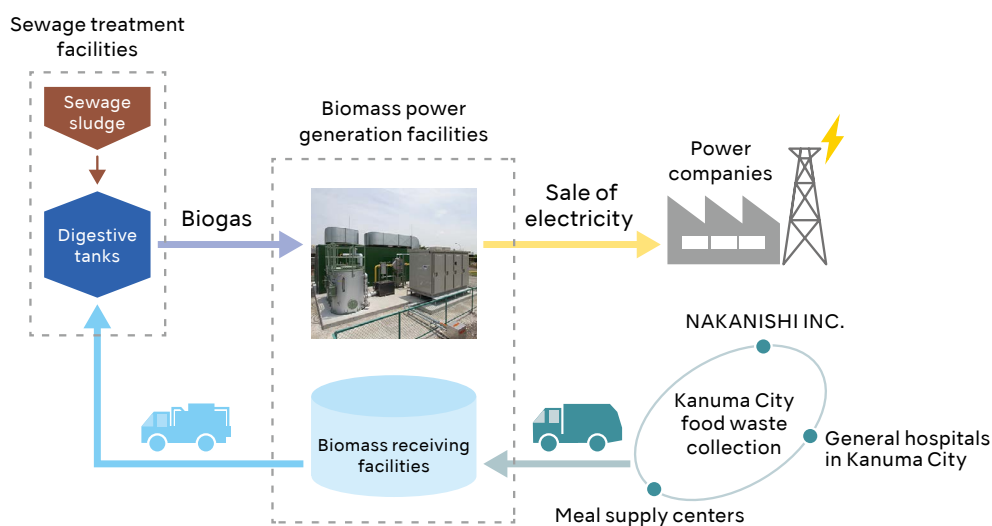 Sewage treatment
facilities
Sewage
sludge
Digestive
tanks
Biogas
Biomass power
generation facilities
Sale of
electricity
Power
companies
Biomass receiving
facilities
NAKANISHI INC.
Kanuma City
food waste
collection
General hospitals
in Kanuma City
Meal supply centers